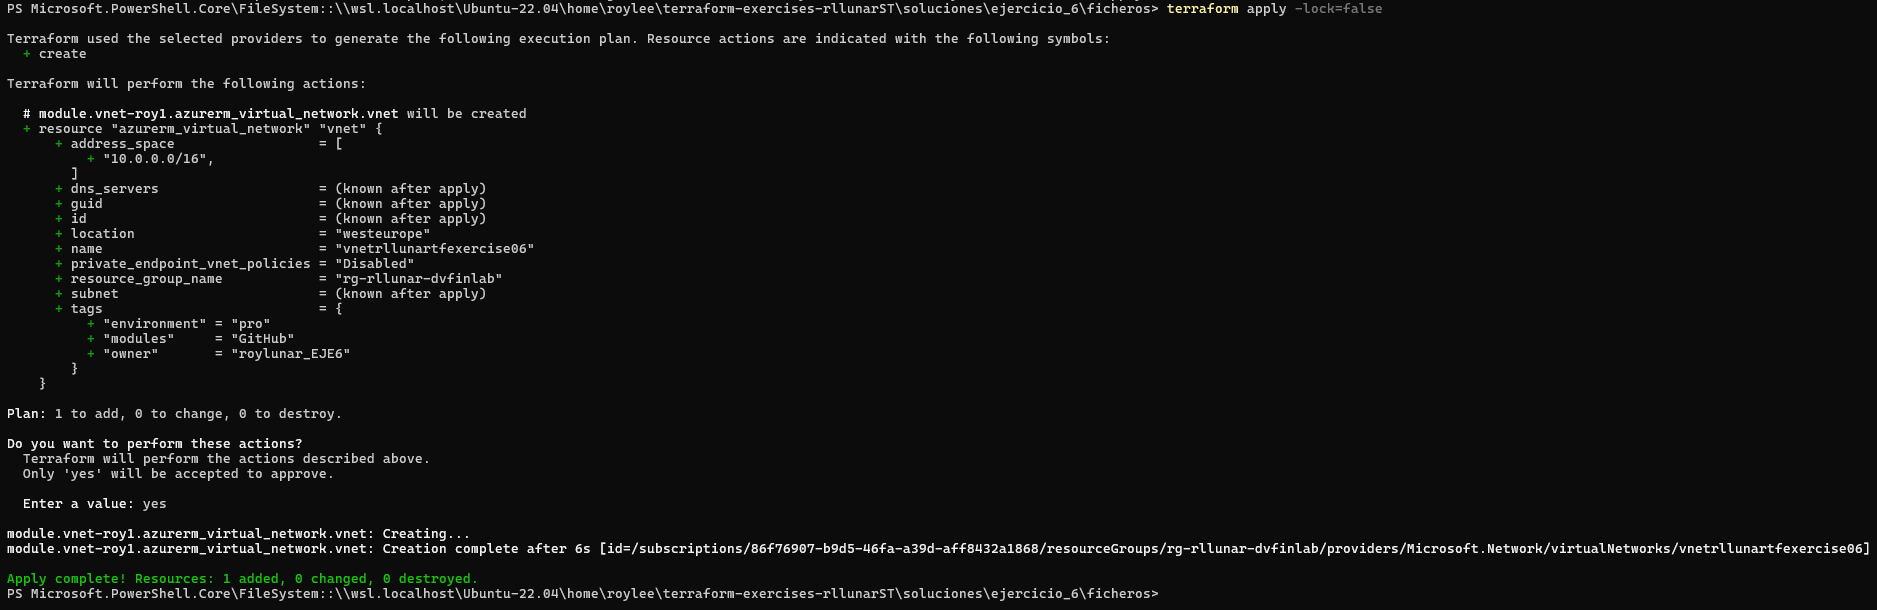 PS Microsoft.PowerShell.Core\FileSystem::\\wsl.localhost\Ubuntu-22.04\home\roylee\terraform-exercises-rllunarST\soluciones\ejercicio_6\ficheros> terraform apply -lock=false
Terraform used the selected providers to generate the following execution plan. Resource actions are indicated with the following symbols:
  + create
Terraform will perform the following actions:
  # module.vnet-roy1.azurerm_virtual_network.vnet will be created
  + resource "azurerm_virtual_network" "vnet" {
      + address_space                  = [
          + "10.0.0.0/16",
        ]
      + dns_servers                    = (known after apply)
      + guid                           = (known after apply)
      + id                             = (known after apply)
      + location                       = "westeurope"
      + name                           = "vnetrllunartfexercise06"
      + private_endpoint_vnet_policies = "Disabled"
      + resource_group_name            = "rg-rllunar-dvfinlab"
      + subnet                         = (known after apply)
      + tags                           = {
          + "environment" = "pro"
          + "modules"     = "GitHub"
          + "owner"       = "roylunar_EJE6"
        }
    }
Plan: 1 to add, 0 to change, 0 to destroy.
Do you want to perform these actions?
  Terraform will perform the actions described above.
  Only 'yes' will be accepted to approve.
  Enter a value: yes
module.vnet-roy1.azurerm_virtual_network.vnet: Creating...
module.vnet-roy1.azurerm_virtual_network.vnet: Creation complete after 6s [id=/subscriptions/86f76907-b9d5-46fa-a39d-aff8432a1868/resourceGroups/rg-rllunar-dvfinlab/providers/Microsoft.Network/virtualNetworks/vnetrllunartfexercise06]
Apply complete! Resources: 1 added, 0 changed, 0 destroyed.
PS Microsoft.PowerShell.Core\FileSystem::\\wsl.localhost\Ubuntu-22.04\home\roylee\terraform-exercises-rllunarST\soluciones\ejercicio_6\ficheros>